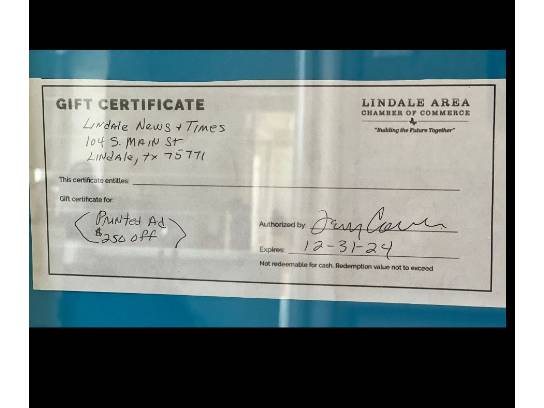 GIFT CERTIFICATE
LINDALE AREA
CHAMBER OF COMMERCE
"Building the Future Together"
Lindale News & Times
104 S. Main St
Lindale, TX 75771
This certificate entitles:
Gift certificate for:
Printed Ad
$250 off
Authorized by:
Expires: 12-31-24
Not redeemable for cash. Redemption value not to exceed